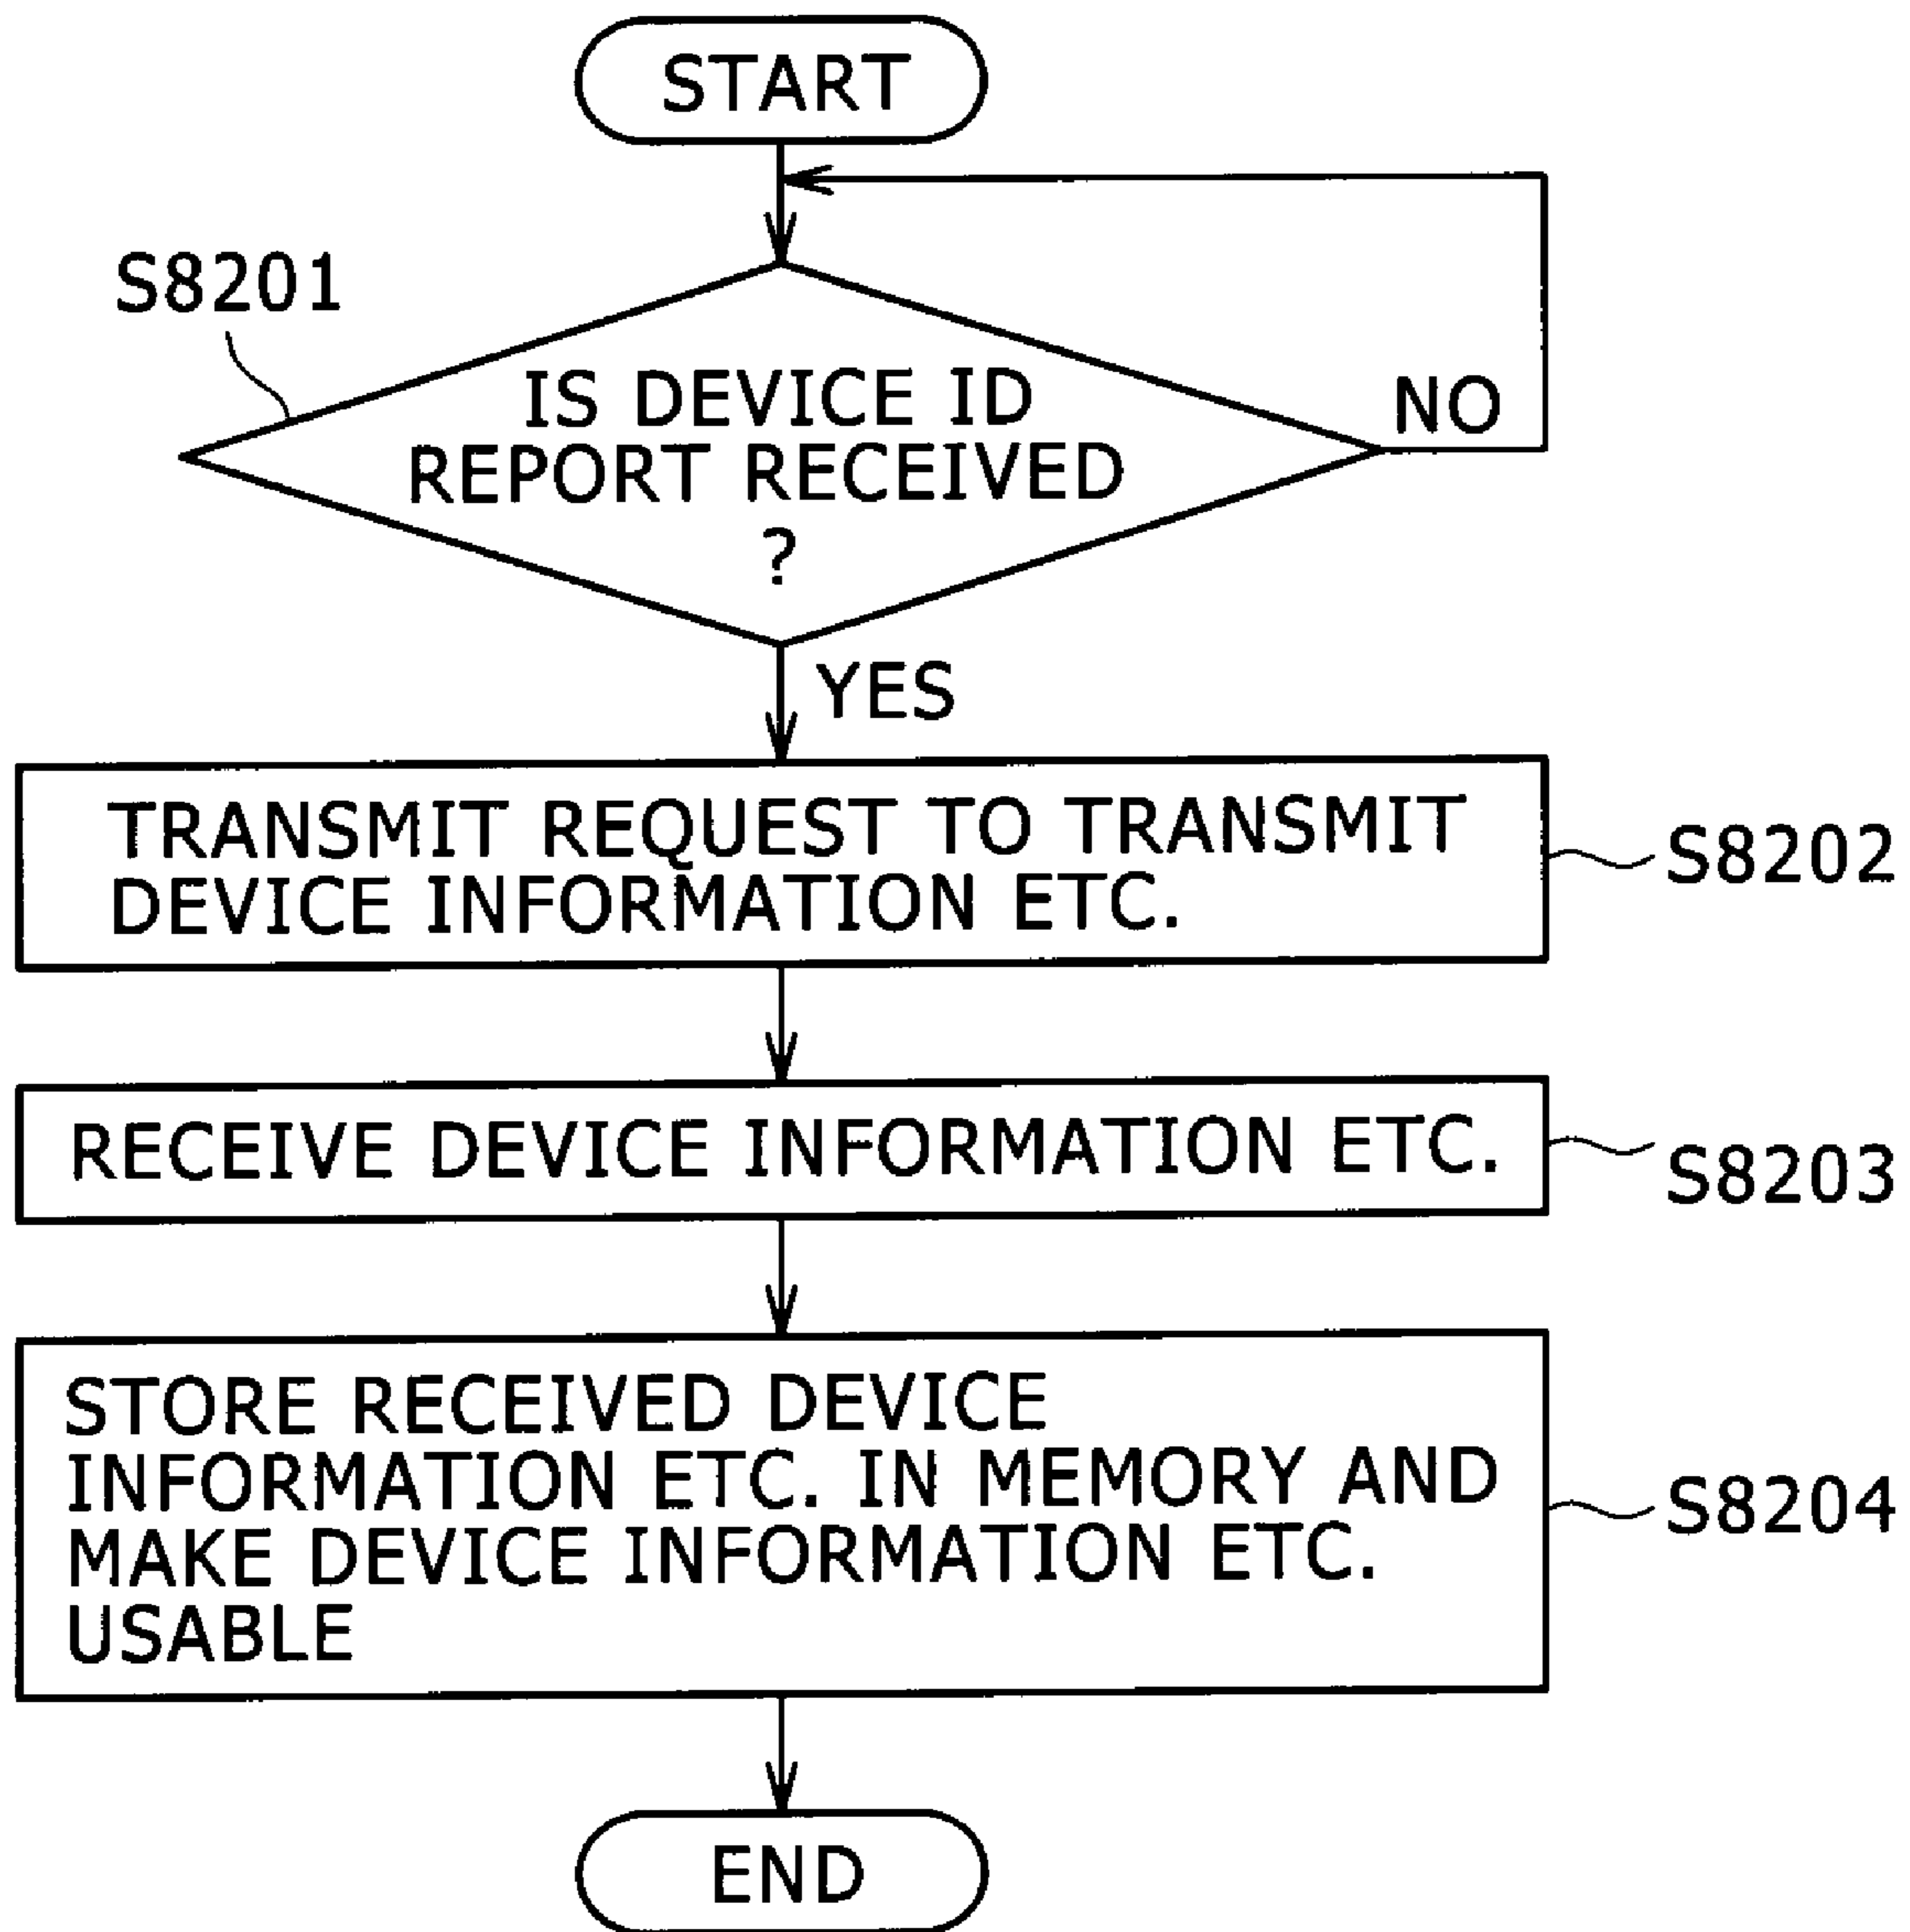 START
S8201
IS DEVICE ID
REPORT RECEIVED
?
NO
YES
TRANSMIT REQUEST TO TRANSMIT
DEVICE INFORMATION ETC.
S8202
RECEIVE DEVICE INFORMATION ETC.
S8203
STORE RECEIVED DEVICE
INFORMATION ETC. IN MEMORY AND
MAKE DEVICE INFORMATION ETC.
USABLE
S8204
END